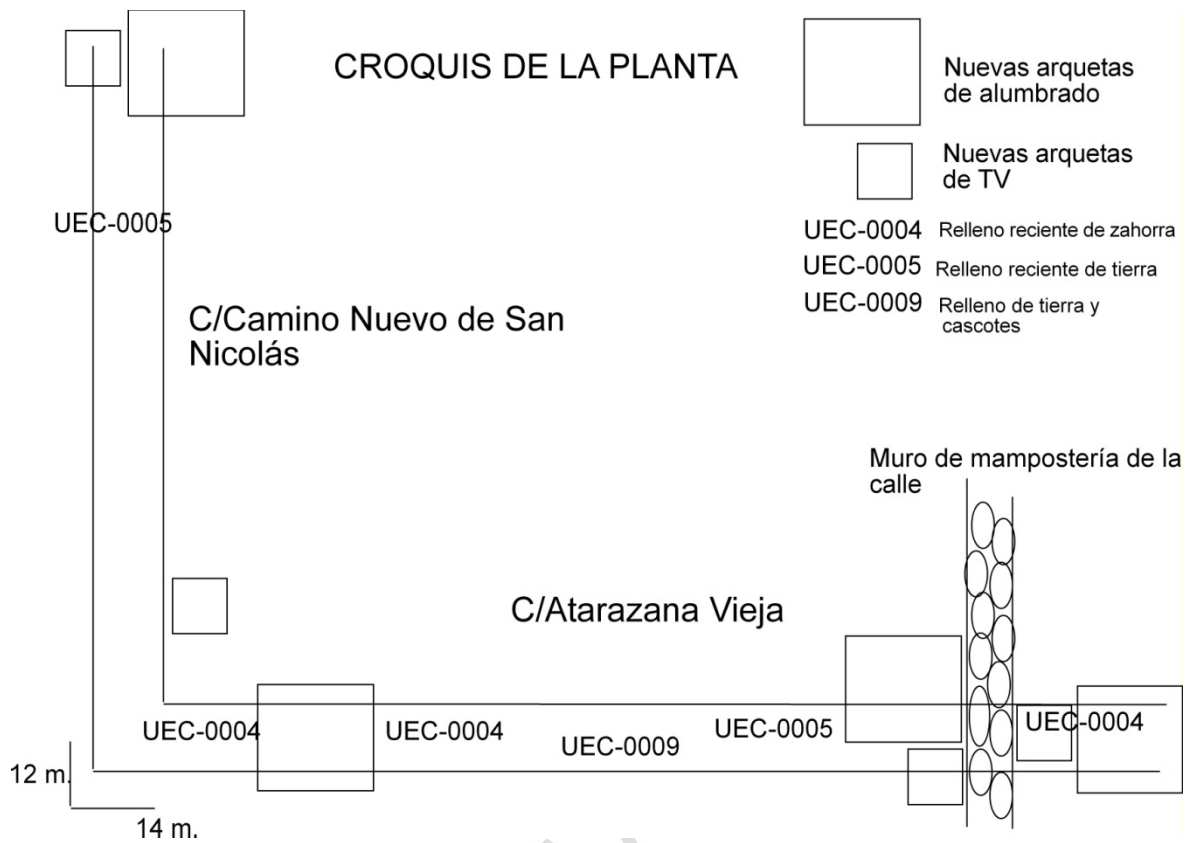 CROQUIS DE LA PLANTA
Nuevas arquetas
de alumbrado
Nuevas arquetas
de TV
UEC-0004 Relleno reciente de zahorra
UEC-0005 Relleno reciente de tierra
UEC-0009 Relleno de tierra y
cascotes
UEC-0005
C/Camino Nuevo de San
Nicolás
Muro de mampostería de la
calle
C/Atarazana Vieja
UEC-0004
UEC-0004
UEC-0009
UEC-0005
UEC-0004
12 m.
14 m.